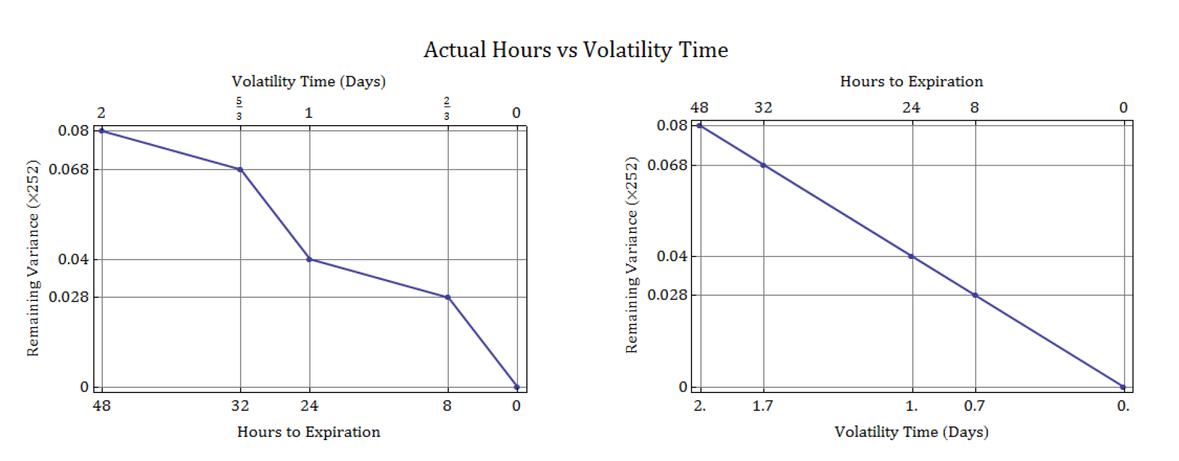 Actual Hours vs Volatility Time
Volatility Time (Days)
2 5/3 1 2/3 0
0.08
0.068
0.04
0.028
0
Remaining Variance (×252)
48 32 24 8 0
Hours to Expiration
Hours to Expiration
48 32 24 8 0
0.08
0.068
0.04
0.028
0
Remaining Variance (×252)
2. 1.7 1. 0.7 0.
Volatility Time (Days)